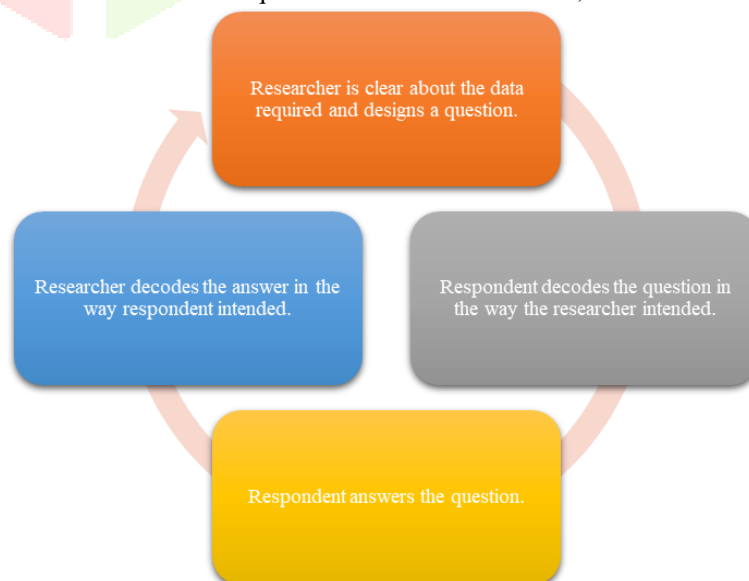 Researcher is clear about the data
required and designs a question.
Respondent decodes the question in
the way the researcher intended.
Respondent answers the question.
Researcher decodes the answer in the
way respondent intended.